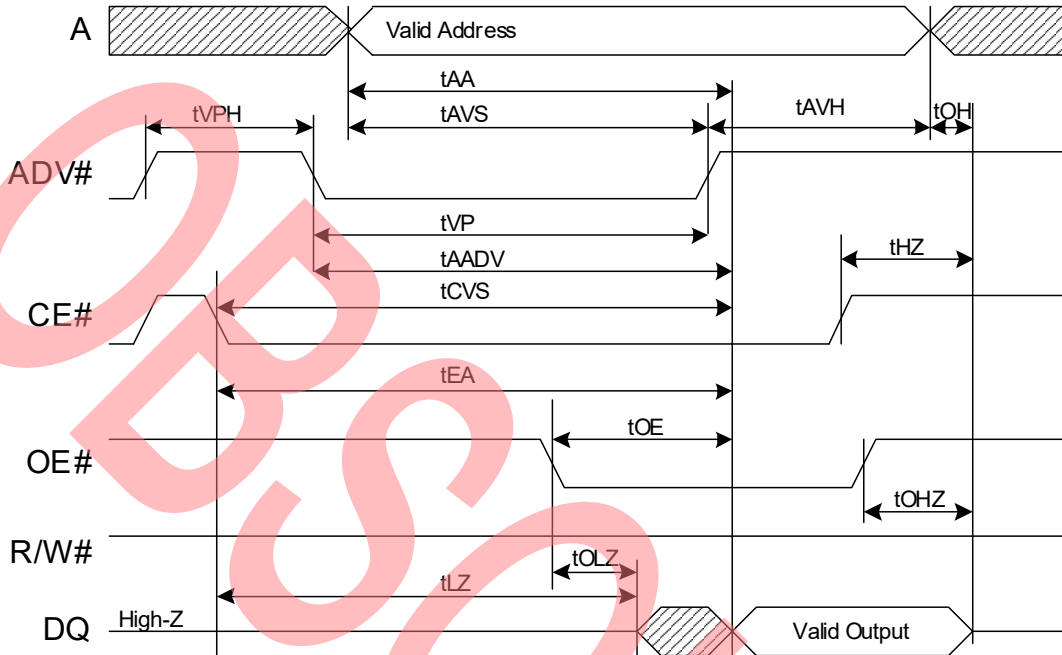 A
Valid Address
tAA
tVPH
tAVS
tAVH
tOH
ADV#
tVP
tHZ
tAADV
tCVS
CE#
tEA
tOE
OE#
tOHZ
R/W#
tOLZ
tLZ
DQ
High-Z
Valid Output
OBSO